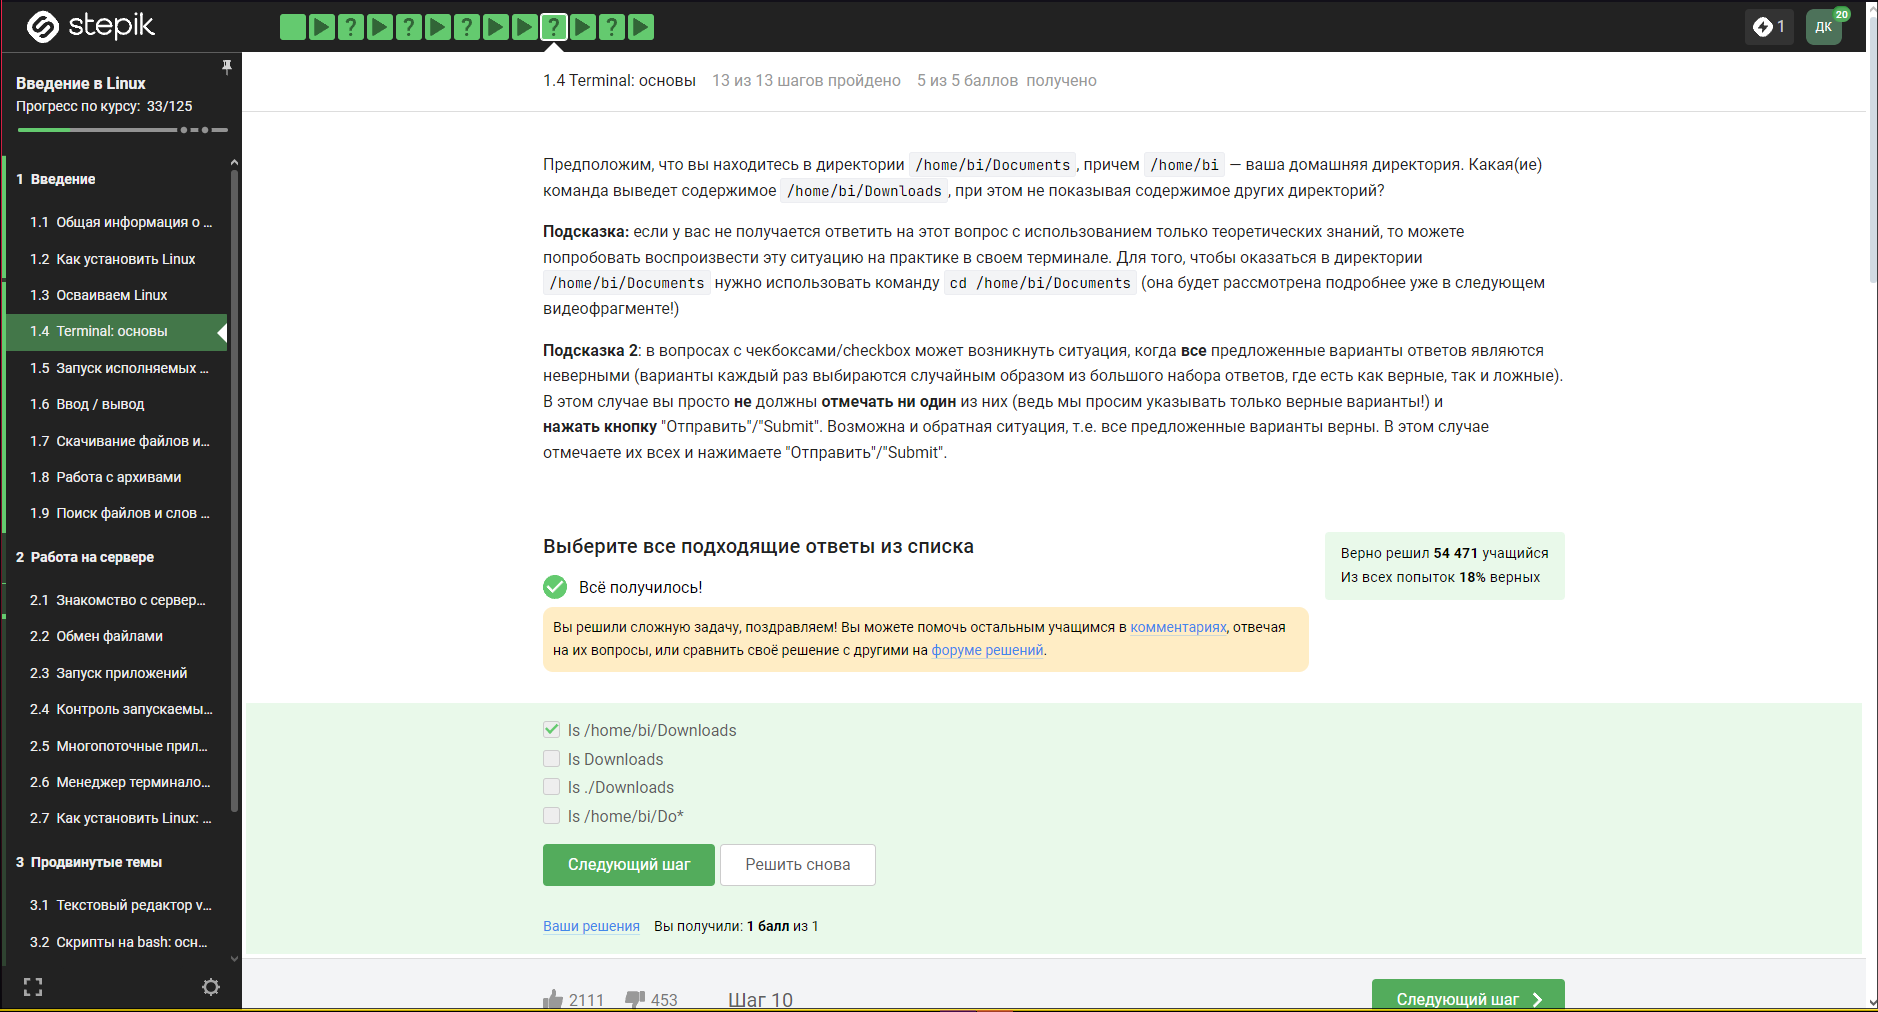 stepik
1
ДК
20
Введение в Linux
Прогресс по курсу: 33/125
1 Введение
1.1 Общая информация о ...
1.2 Как установить Linux
1.3 Осваиваем Linux
1.4 Terminal: основы
1.5 Запуск исполняемых ...
1.6 Ввод / вывод
1.7 Скачивание файлов и...
1.8 Работа с архивами
1.9 Поиск файлов и слов ...
2 Работа на сервере
2.1 Знакомство с сервер...
2.2 Обмен файлами
2.3 Запуск приложений
2.4 Контроль запускаемы...
2.5 Многопоточные прил...
2.6 Менеджер терминало...
2.7 Как установить Linux: ...
3 Продвинутые темы
3.1 Текстовый редактор v...
3.2 Скрипты на bash: осн...
1.4 Terminal: основы 13 из 13 шагов пройдено 5 из 5 баллов получено
Предположим, что вы находитесь в директории /home/bi/Documents, причем /home/bi — ваша домашняя директория. Какая(ие)
команда выведет содержимое /home/bi/Downloads, при этом не показывая содержимое других директорий?
Подсказка: если у вас не получается ответить на этот вопрос с использованием только теоретических знаний, то можете
попробовать воспроизвести эту ситуацию на практике в своем терминале. Для того, чтобы оказаться в директории
/home/bi/Documents нужно использовать команду cd /home/bi/Documents (она будет рассмотрена подробнее уже в следующем
видеофрагменте!)
Подсказка 2: в вопросах с чекбоксами/checkbox может возникнуть ситуация, когда все предложенные варианты ответов являются
неверными (варианты каждый раз выбираются случайным образом из большого набора ответов, где есть как верные, так и ложные).
В этом случае вы просто не должны отмечать ни один из них (ведь мы просим указывать только верные варианты!) и
нажать кнопку "Отправить"/"Submit". Возможна и обратная ситуация, т.е. все предложенные варианты верны. В этом случае
отмечаете их всех и нажимаете "Отправить"/"Submit".
Выберите все подходящие ответы из списка
Верно решил 54 471 учащийся
Из всех попыток 18% верных
Всё получилось!
Вы решили сложную задачу, поздравляем! Вы можете помочь остальным учащимся в комментариях, отвечая
на их вопросы, или сравнить своё решение с другими на форуме решений.
ls /home/bi/Downloads
ls Downloads
ls ./Downloads
ls /home/bi/Do*
Следующий шаг
Решить снова
Ваши решения Вы получили: 1 балл из 1
2111 453 Шаг 10
Следующий шаг